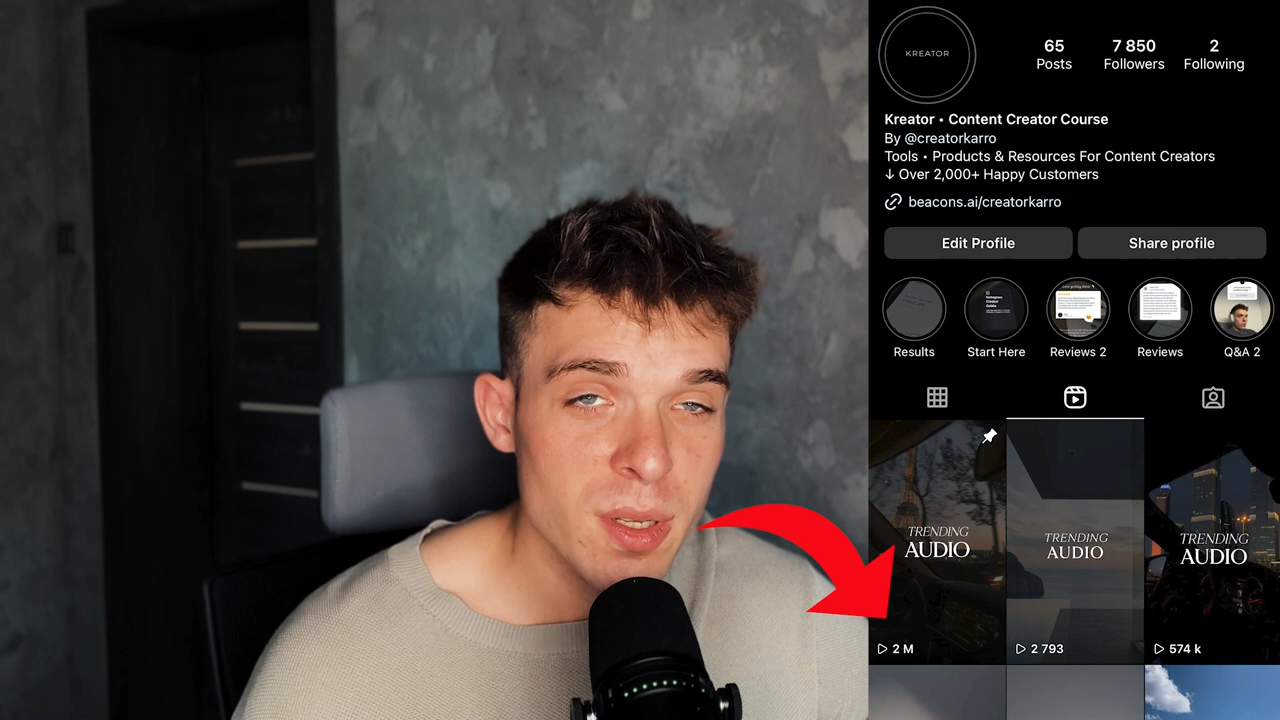 KREATOR
65
Posts
7 850
Followers
2
Following
Kreator • Content Creator Course
By @creatorkarro
Tools • Products & Resources For Content Creators
↓ Over 2,000+ Happy Customers
beacons.ai/creatorkarro
Edit Profile
Share profile
Results
Start Here
Reviews 2
Reviews
Q&A 2
TRENDING
AUDIO
2 M
TRENDING
AUDIO
2 793
TRENDING
AUDIO
574 k